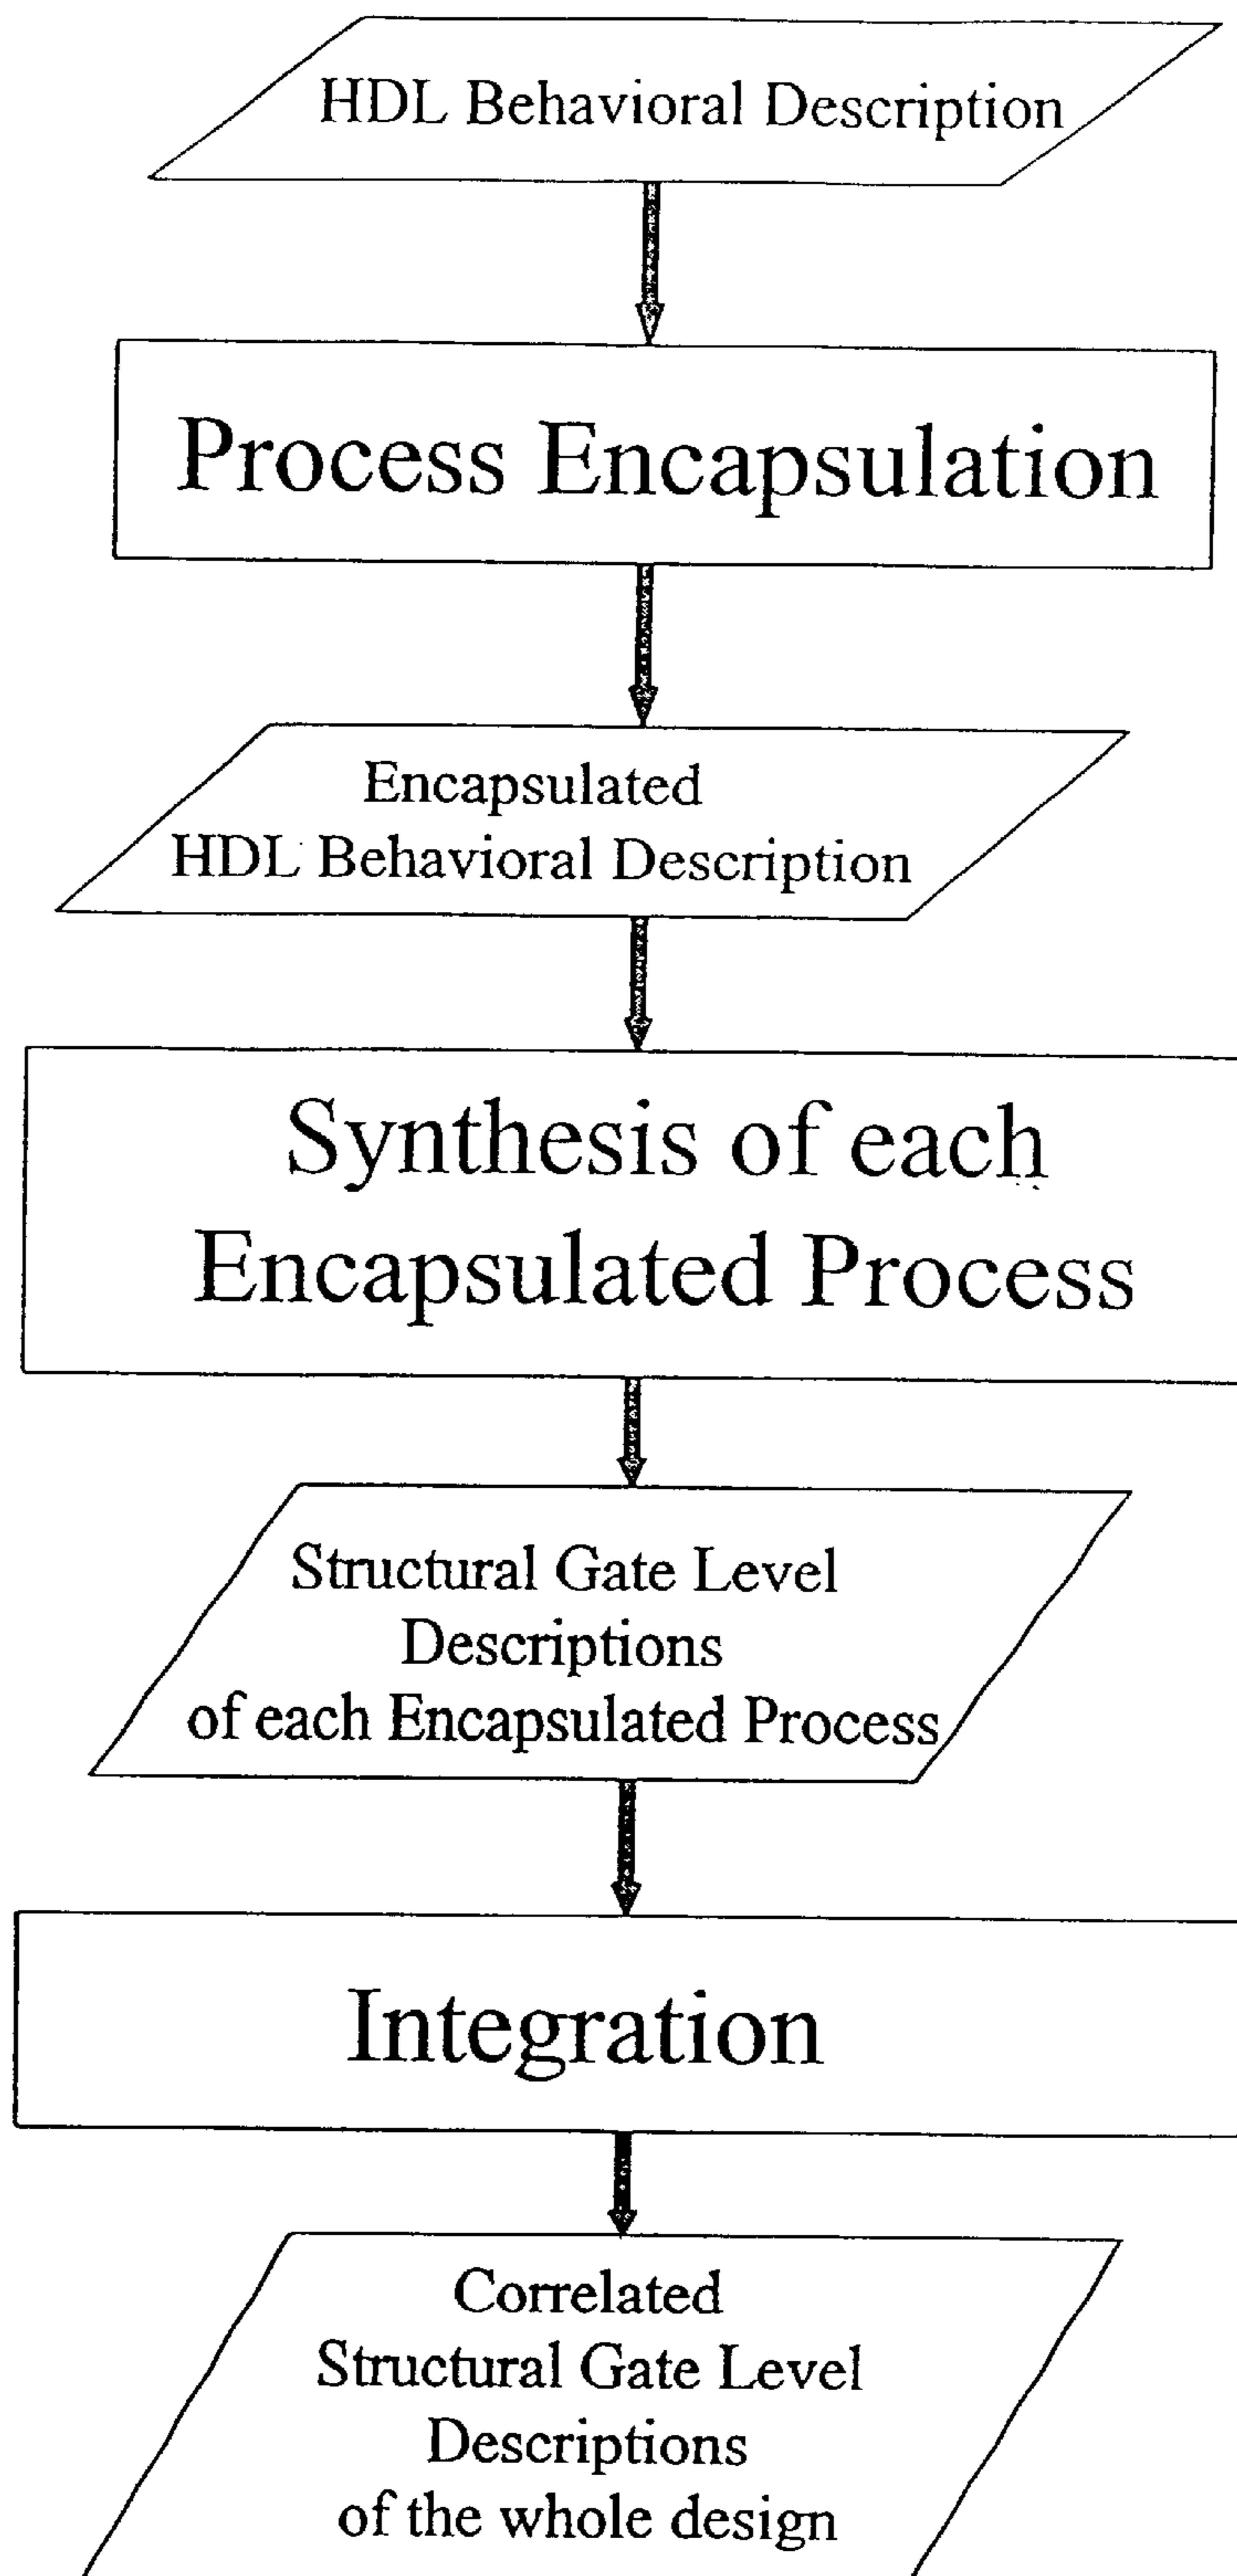 HDL Behavioral Description
Process Encapsulation
Encapsulated
HDL Behavioral Description
Synthesis of each
Encapsulated Process
Structural Gate Level
Descriptions
of each Encapsulated Process
Integration
Correlated
Structural Gate Level
Descriptions
of the whole design